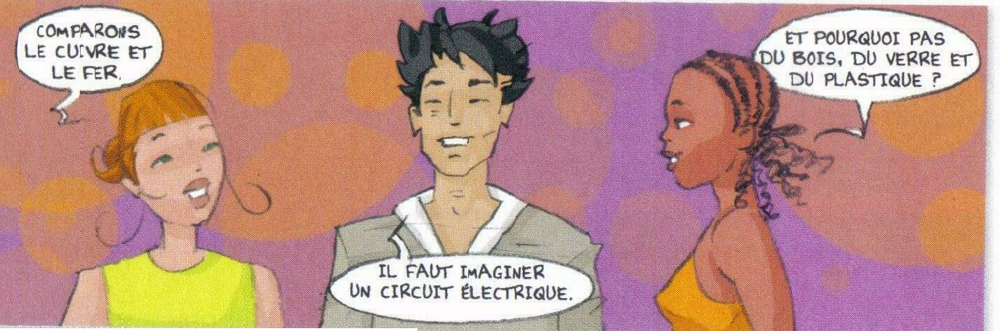 COMPARONS
LE CUIVRE ET
LE FER.
IL FAUT IMAGINER
UN CIRCUIT ÉLECTRIQUE.
ET POURQUOI PAS
DU BOIS, DU VERRE ET
DU PLASTIQUE ?